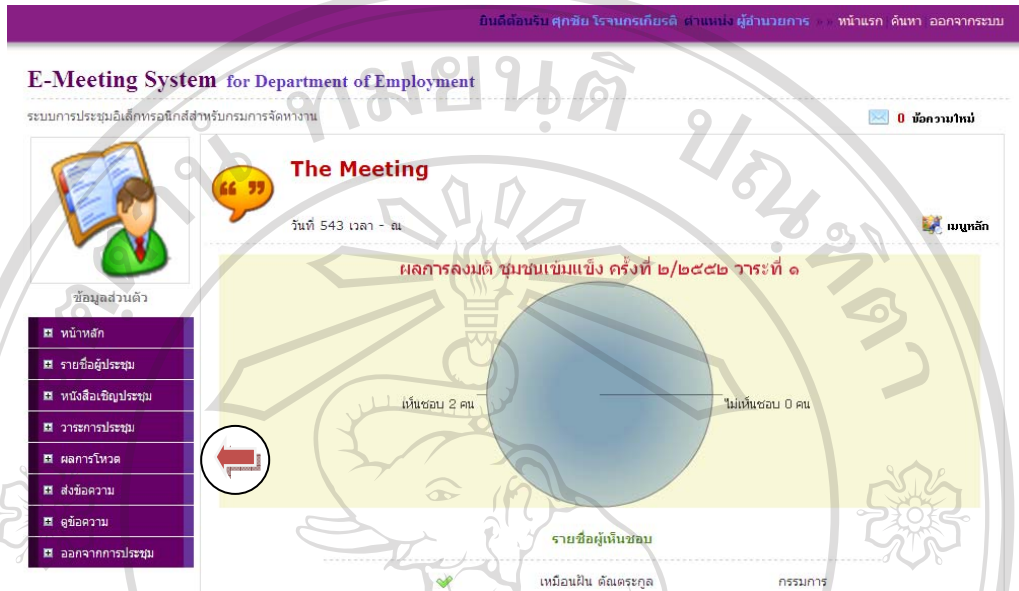 ยินดีต้อนรับ ศุภชัย โรจนกรเกียรติ ตำแหน่ง ผู้อำนวยการ »» หน้าแรก ค้นหา ออกจากระบบ
E-Meeting System for Department of Employment
ระบบการประชุมอิเล็กทรอนิกส์สำหรับกรมการจัดหางาน
0 ข้อความใหม่
The Meeting
วันที่ 543 เวลา - ณ
เมนูหลัก
ผลการลงมติ ชุมชนเข้มแข็ง ครั้งที่ ๒/๒๕๕๒ วาระที่ ๑
เห็นชอบ 2 คน
ไม่เห็นชอบ 0 คน
ข้อมูลส่วนตัว
หน้าหลัก
รายชื่อผู้ประชุม
หนังสือเชิญประชุม
วาระการประชุม
ผลการโหวต
ส่งข้อความ
ดูข้อความ
ออกจากการประชุม
รายชื่อผู้เห็นชอบ
เหมือนฝัน ตัณตระกูล กรรมการ